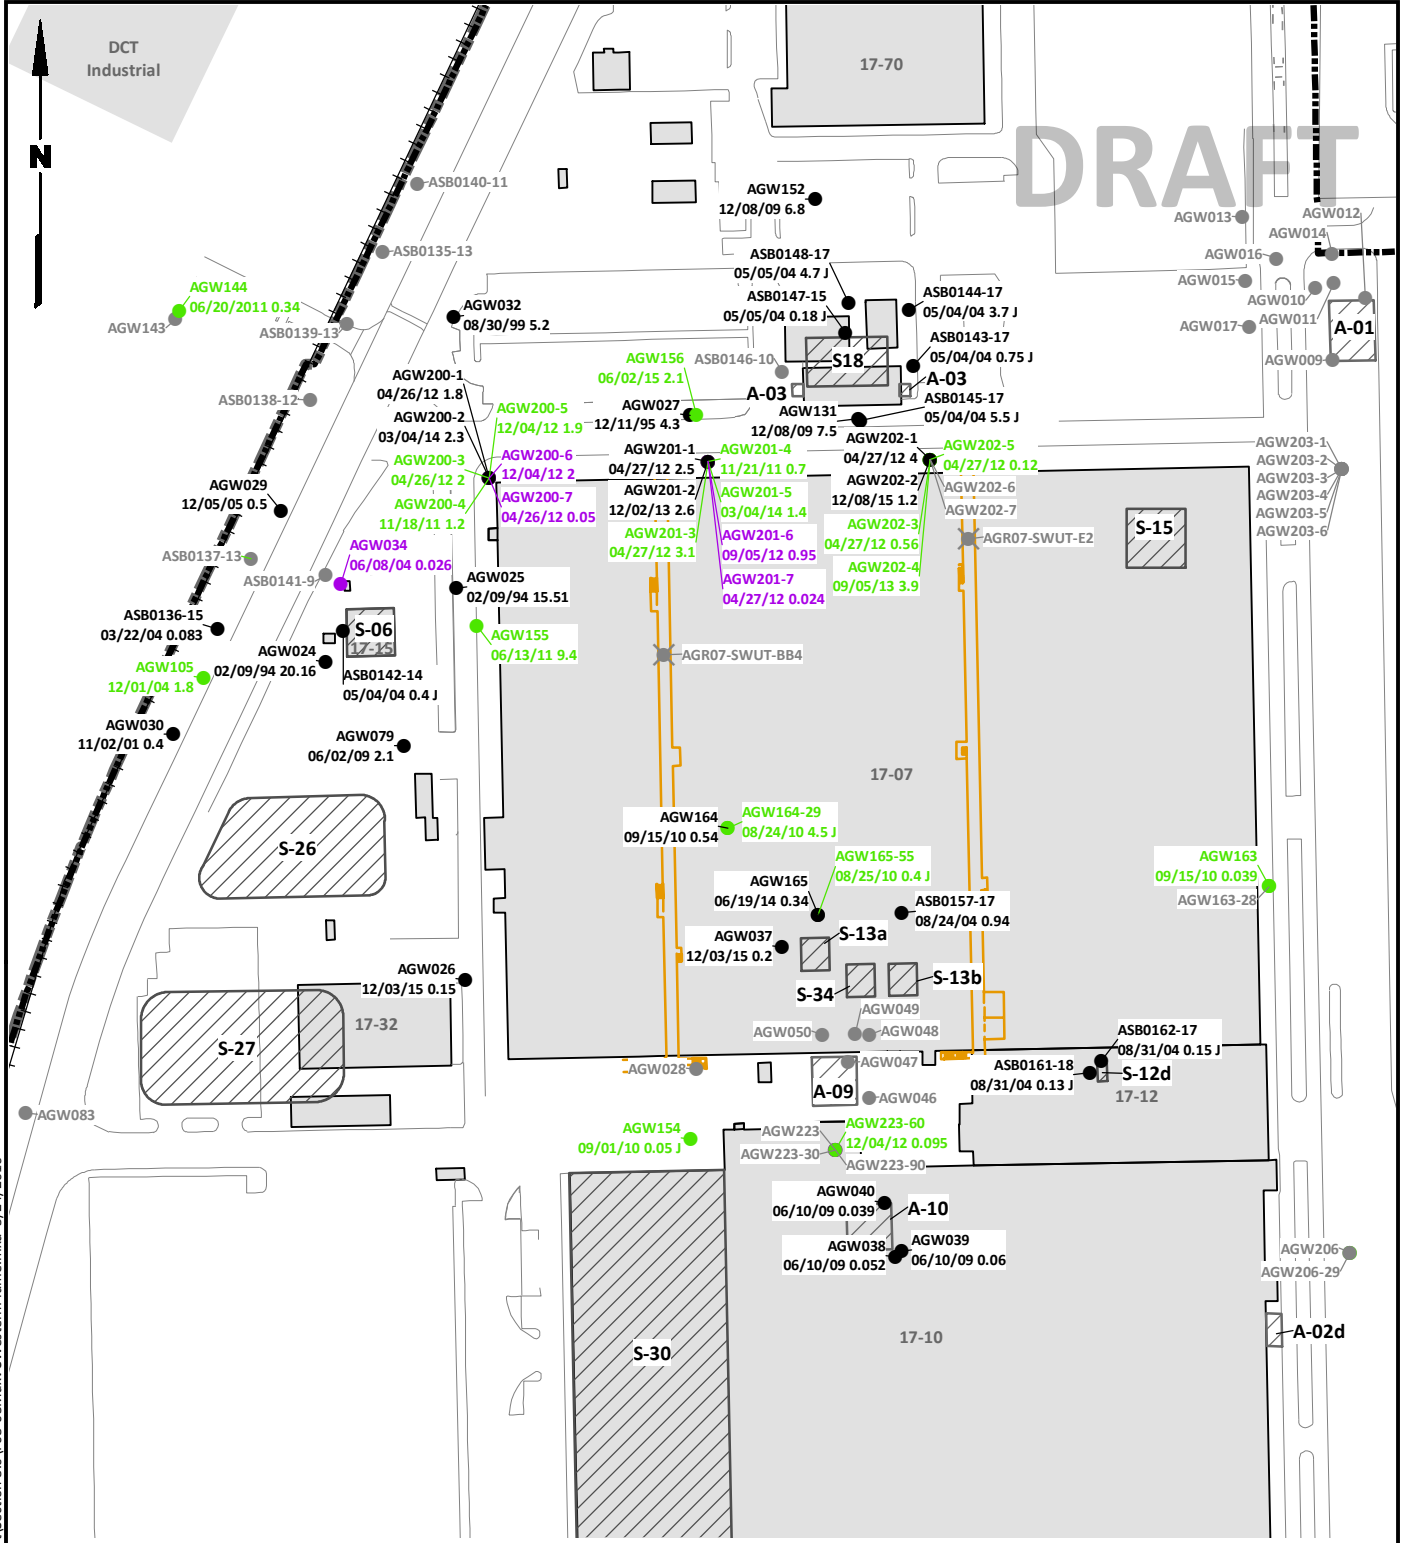 DCT
Industrial
17-70
N
DRAFT
ASB0140-11
AGW152
12/08/09 6.8
AGW012
AGW013
AGW014
ASB0135-13
ASB0148-17
05/05/04 4.7 J
AGW016
AGW144
06/20/2011 0.34
AGW143
ASB0139-13
AGW032
08/30/99 5.2
ASB0147-15
05/05/04 0.18 J
ASB0144-17
05/04/04 3.7 J
AGW015
AGW010
AGW011
AGW017
A-01
AGW009
ASB0143-17
05/04/04 0.75 J
S18
AGW156
06/02/15 2.1
ASB0146-10
A-03
A-03
AGW200-1
04/26/12 1.8
AGW200-2
03/04/14 2.3
ASB0138-12
AGW200-5
12/04/12 1.9
AGW027
12/11/95 4.3
AGW131
12/08/09 7.5
ASB0145-17
05/04/04 5.5 J
AGW200-3
04/26/12 2
AGW200-4
11/18/11 1.2
AGW200-6
12/04/12 2
AGW200-7
04/26/12 0.05
AGW201-1
04/27/12 2.5
AGW201-2
12/02/13 2.6
AGW201-3
04/27/12 3.1
AGW201-4
11/21/11 0.7
AGW201-5
03/04/14 1.4
AGW201-6
09/05/12 0.95
AGW201-7
04/27/12 0.024
AGW202-1
04/27/12 4
AGW202-2
12/08/15 1.2
AGW202-3
04/27/12 0.56
AGW202-4
09/05/13 3.9
AGW202-5
04/27/12 0.12
AGW202-6
AGW202-7
AGW203-1
AGW203-2
AGW203-3
AGW203-4
AGW203-5
AGW203-6
AGW029
12/05/05 0.5
S-15
AGR07-SWUT-E2
ASB0137-13
AGW034
06/08/04 0.026
ASB0141-9
AGW025
02/09/94 15.51
ASB0136-15
03/22/04 0.083
S-06
17-15
AGW155
06/13/11 9.4
AGR07-SWUT-BB4
AGW024
02/09/94 20.16
AGW105
12/01/04 1.8
ASB0142-14
05/04/04 0.4 J
AGW030
11/02/01 0.4
AGW079
06/02/09 2.1
17-07
AGW164
09/15/10 0.54
AGW164-29
08/24/10 4.5 J
S-26
AGW165-55
08/25/10 0.4 J
AGW163
09/15/10 0.039
AGW163-28
AGW165
06/19/14 0.34
ASB0157-17
08/24/04 0.94
AGW037
12/03/15 0.2
S-13a
S-34
S-13b
AGW026
12/03/15 0.15
AGW049
AGW050
AGW048
17-32
S-27
ASB0162-17
08/31/04 0.15 J
AGW028
AGW047
A-09
ASB0161-18
08/31/04 0.13 J
S-12d
17-12
AGW046
AGW083
AGW154
09/01/10 0.05 J
AGW223
AGW223-30
AGW223-60
12/04/12 0.095
AGW223-90
AGW040
06/10/09 0.039
A-10
AGW038
06/10/09 0.052
AGW039
06/10/09 0.06
AGW206
AGW206-29
17-10
A-02d
S-30